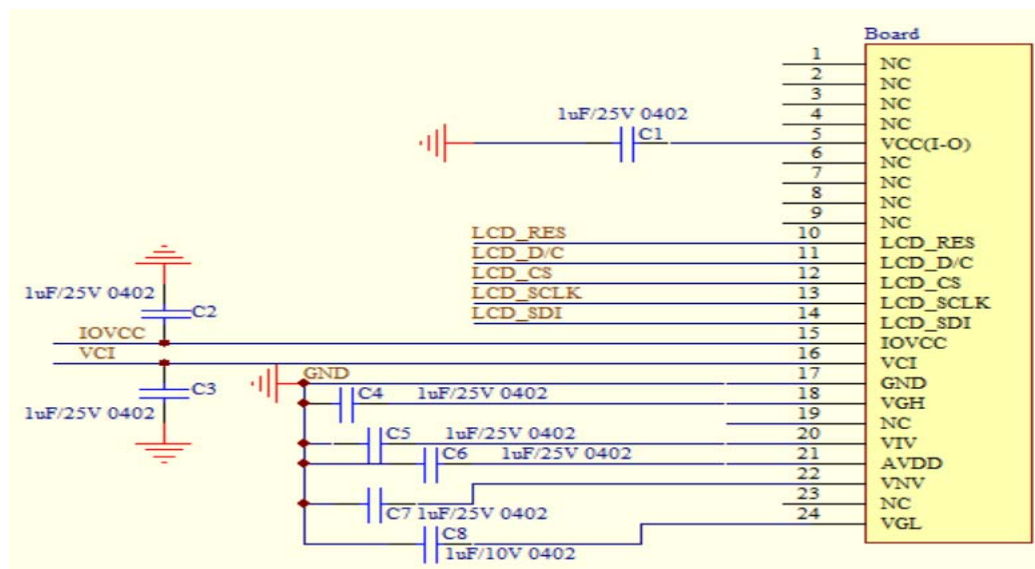 Board
1 NC
2 NC
3 NC
4 NC
1uF/25V 0402
C1
5 VCC(I-O)
6 NC
7 NC
8 NC
9 NC
LCD_RES 10 LCD_RES
LCD_D/C 11 LCD_D/C
LCD_CS 12 LCD_CS
LCD_SCLK 13 LCD_SCLK
LCD_SDI 14 LCD_SDI
1uF/25V 0402
C2
IOVCC 15 IOVCC
VCI 16 VCI
C3
1uF/25V 0402
GND 17 GND
C4 1uF/25V 0402 18 VGH
19 NC
C5 1uF/25V 0402 20 VIV
C6 1uF/25V 0402 21 AVDD
22 VNV
23 NC
C7 1uF/25V 0402
24 VGL
C8
1uF/10V 0402